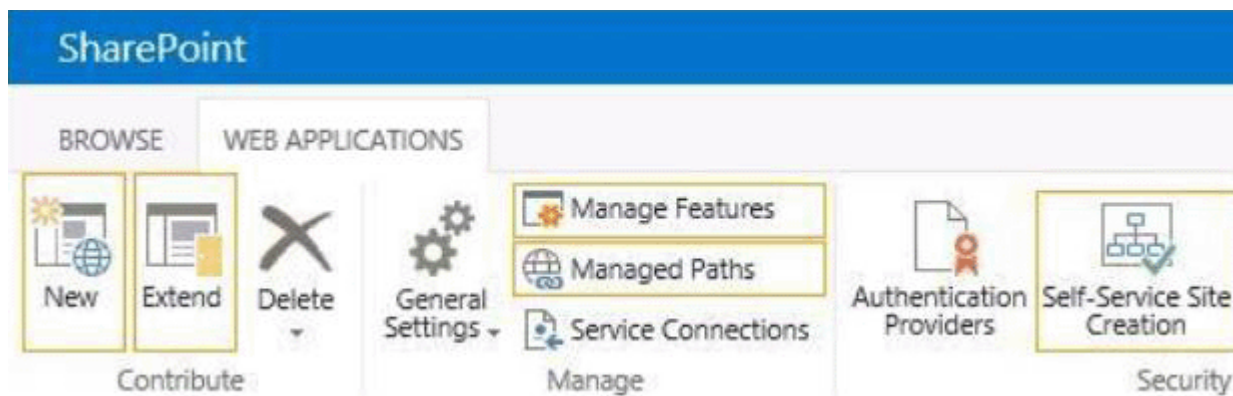 SharePoint
BROWSE WEB APPLICATIONS
New
Extend
Delete
General
Settings
Manage Features
Managed Paths
Service Connections
Authentication
Providers
Self-Service Site
Creation
Contribute
Manage
Security